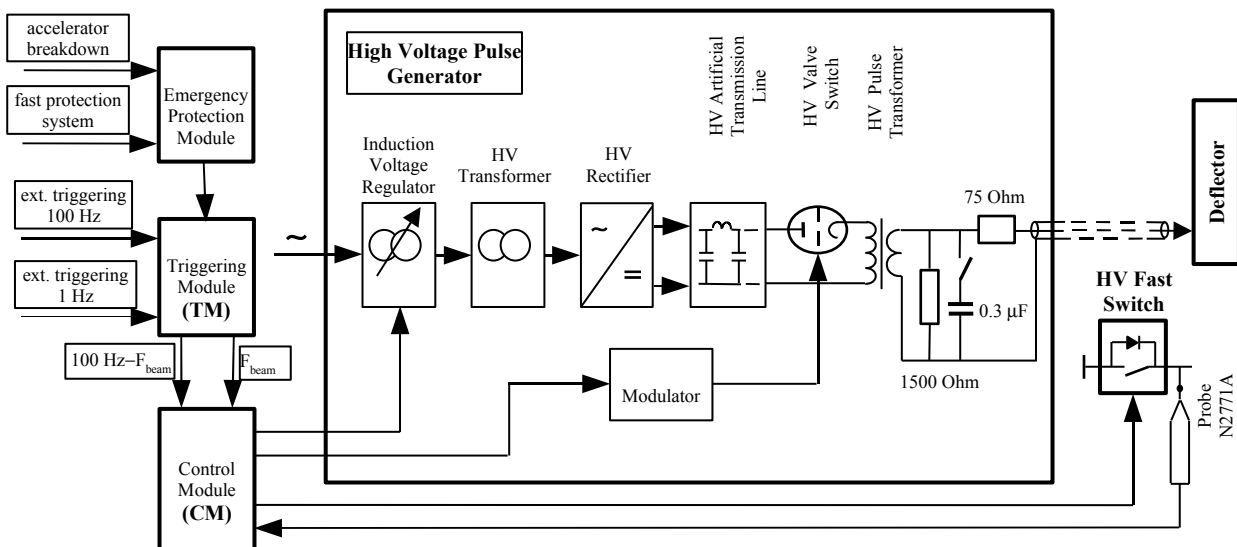 accelerator
breakdown
fast protection
system
Emergency
Protection
Module
ext. triggering
100 Hz
ext. triggering
1 Hz
Triggering
Module
(TM)
100 Hz–F_beam
F_beam
Control
Module
(CM)
High Voltage Pulse
Generator
~
Induction
Voltage
Regulator
HV
Transformer
HV
Rectifier
~
=
HV Artificial
Transmission
Line
HV Valve
Switch
HV Pulse
Transformer
75 Ohm
0.3 μF
1500 Ohm
Modulator
Deflector
HV Fast
Switch
Probe
N2771A